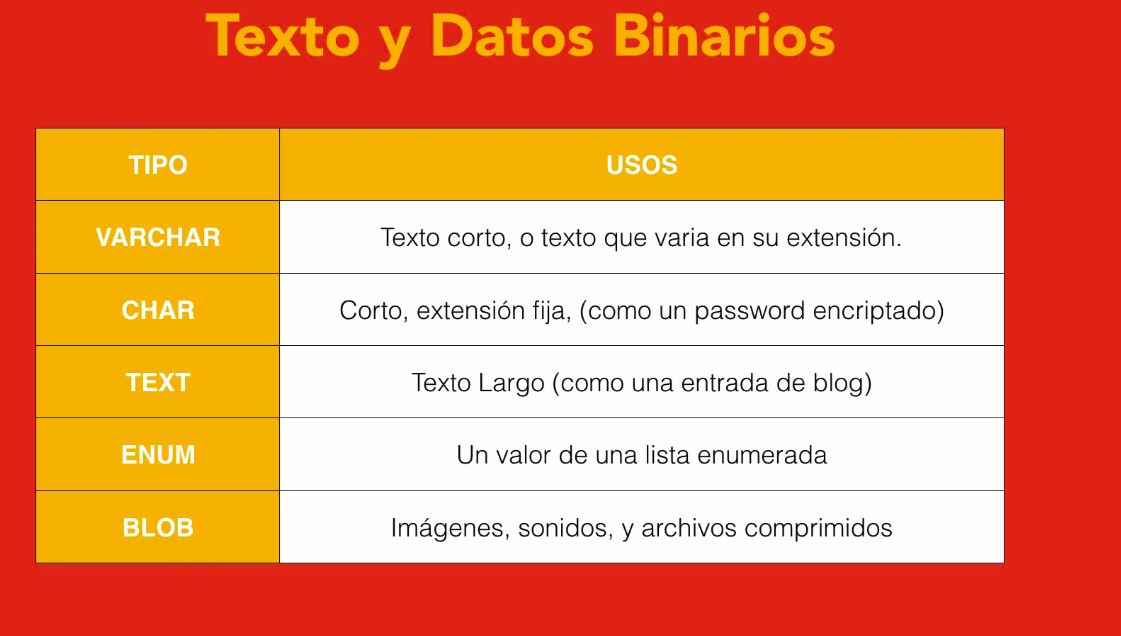 Texto y Datos Binarios
TIPO USOS
VARCHAR Texto corto, o texto que varia en su extensión.
CHAR Corto, extensión fija, (como un password encriptado)
TEXT Texto Largo (como una entrada de blog)
ENUM Un valor de una lista enumerada
BLOB Imágenes, sonidos, y archivos comprimidos